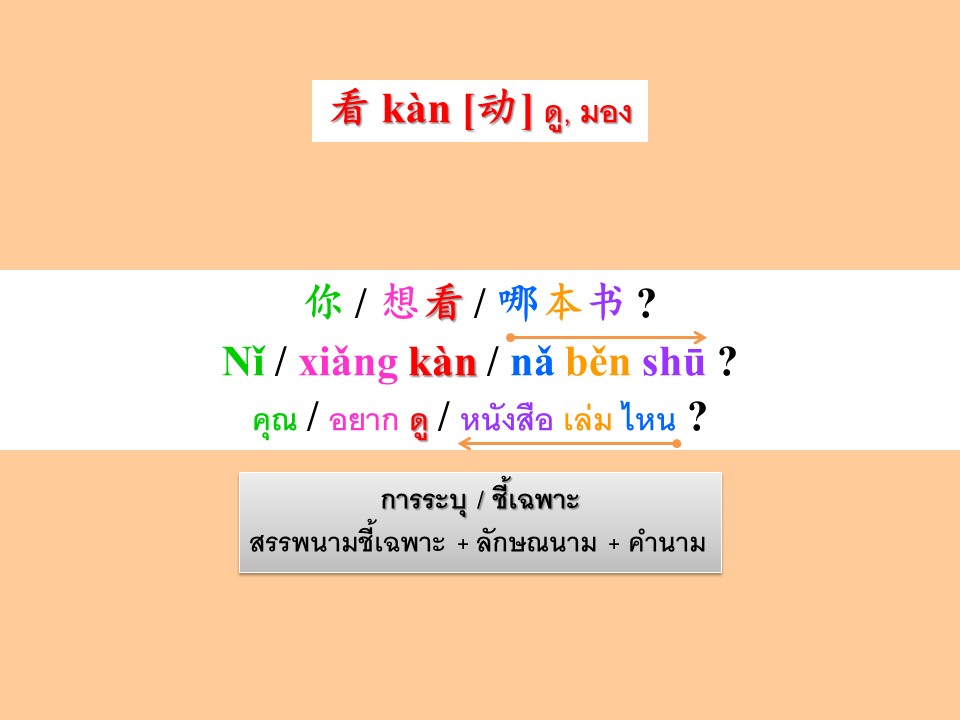 看 kàn [动] ดู, มอง
你 / 想看 / 哪本书 ?
Nǐ / xiǎng kàn / nǎ běn shū ?
คุณ / อยาก ดู / หนังสือ เล่ม ไหน ?
การระบุ / ชี้เฉพาะ
สรรพนามชี้เฉพาะ + ลักษณนาม + คำนาม